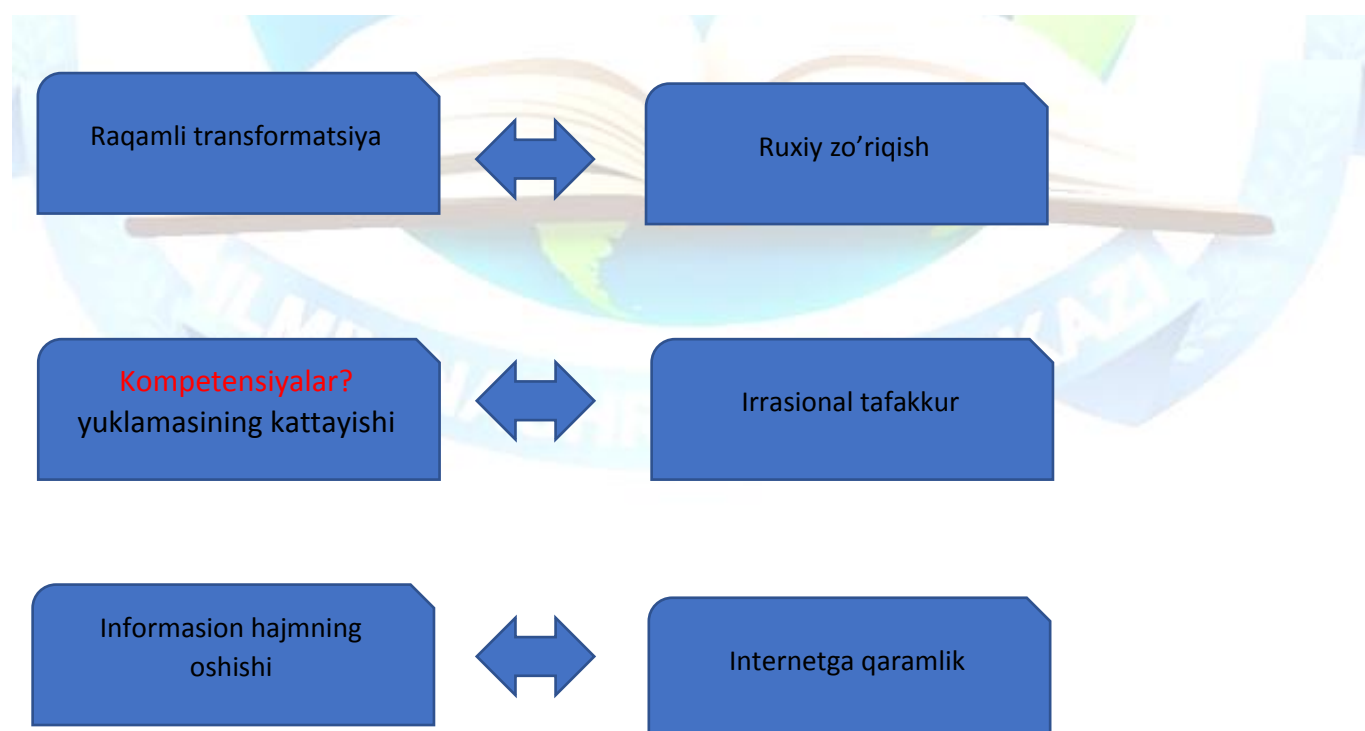 Raqamli transformatsiya
Ruxiy zo’riqish
Kompetensiyalar?
yuklamasining kattayishi
Irrasional tafakkur
Informasion hajmning
oshishi
Internetga qaramlik